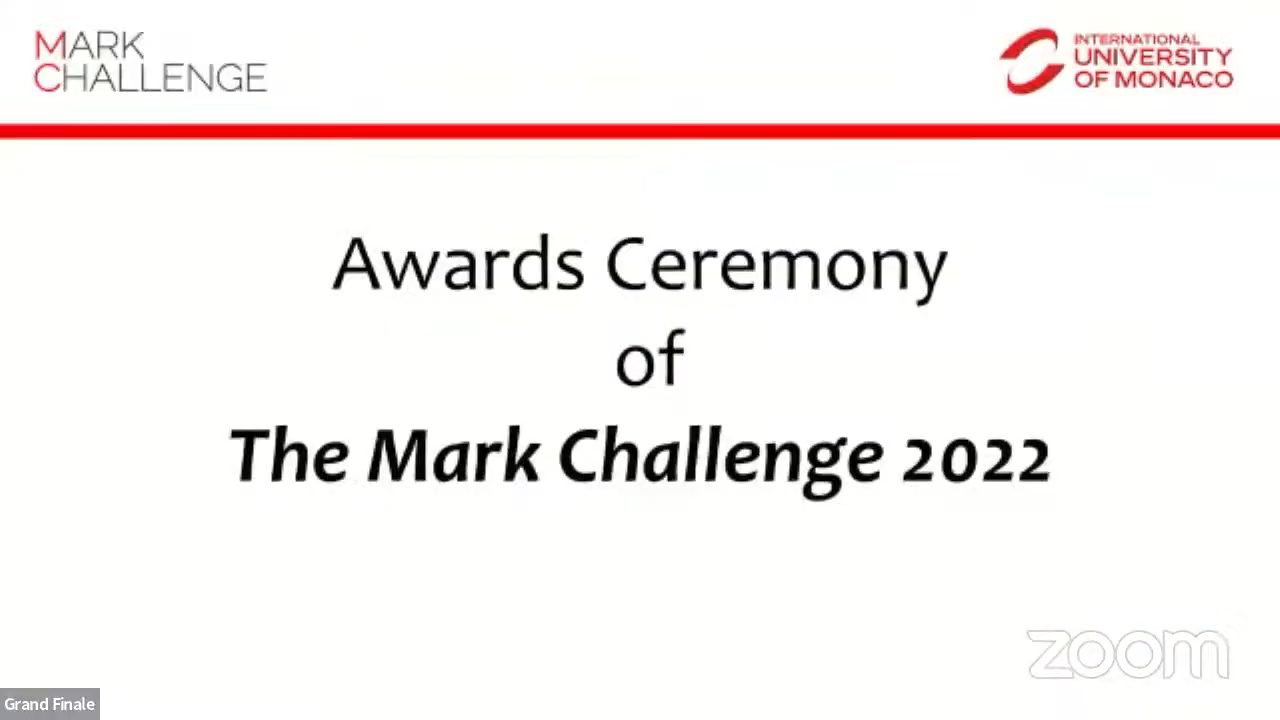 MARK
CHALLENGE
INTERNATIONAL
UNIVERSITY
OF MONACO
Awards Ceremony
of
The Mark Challenge 2022
zoom
Grand Finale